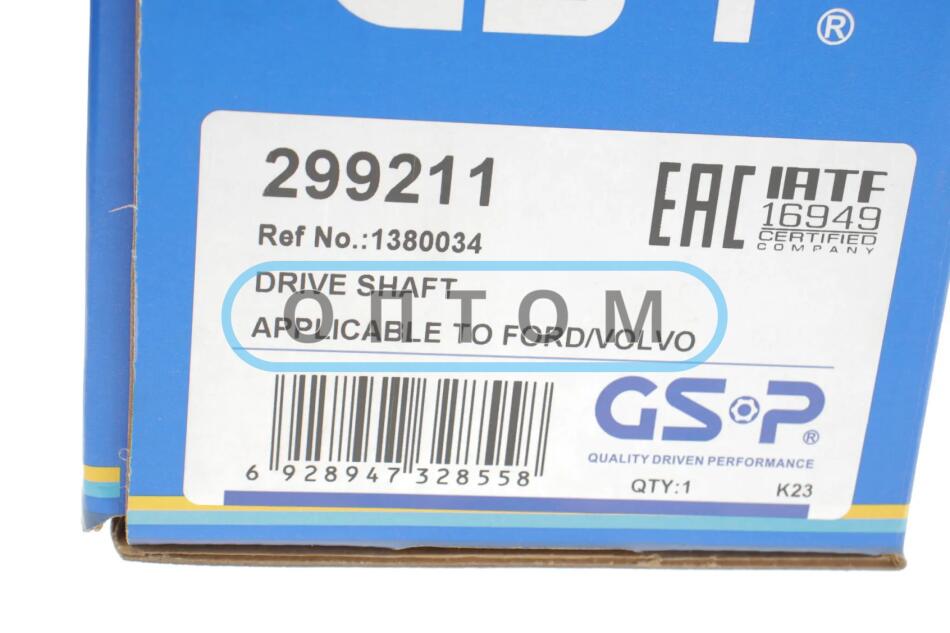 GSP®
299211
EAC
IATF
16949
CERTIFIED
COMPANY
Ref No.:1380034
DRIVE SHAFT
ОПТОМ
APPLICABLE TO FORD/VOLVO
GSP®
QUALITY DRIVEN PERFORMANCE
6 928947 328558
QTY:1
K23